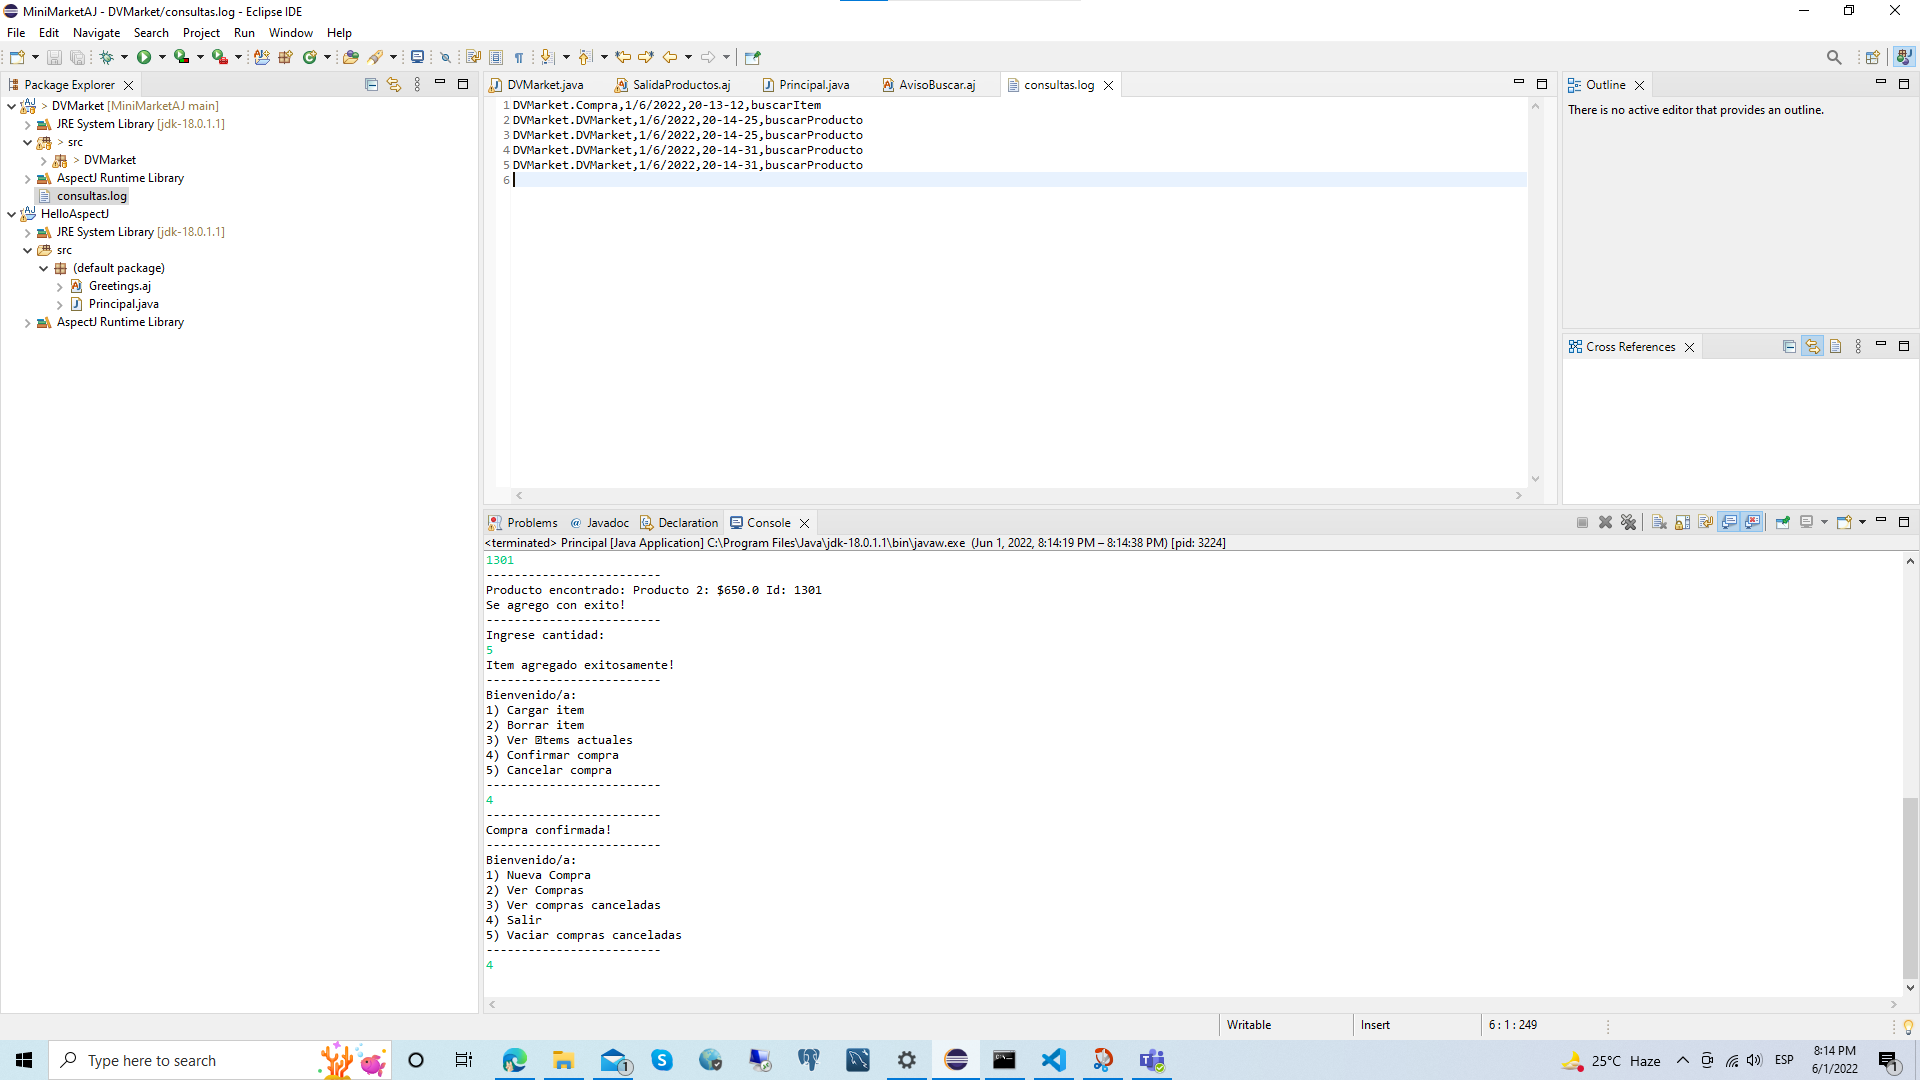 MiniMarketAJ - DVMarket/consultas.log - Eclipse IDE
File Edit Navigate Search Project Run Window Help
Package Explorer
DVMarket [MiniMarketAJ main]
JRE System Library [jdk-18.0.1.1]
src
DVMarket
AspectJ Runtime Library
consultas.log
HelloAspectJ
JRE System Library [jdk-18.0.1.1]
src
(default package)
Greetings.aj
Principal.java
AspectJ Runtime Library
DVMarket.java SalidaProductos.aj Principal.java AvisoBuscar.aj consultas.log
1 DVMarket.Compra,1/6/2022,20-13-12,buscarItem
2 DVMarket.DVMarket,1/6/2022,20-14-25,buscarProducto
3 DVMarket.DVMarket,1/6/2022,20-14-25,buscarProducto
4 DVMarket.DVMarket,1/6/2022,20-14-31,buscarProducto
5 DVMarket.DVMarket,1/6/2022,20-14-31,buscarProducto
6
Outline
There is no active editor that provides an outline.
Cross References
Problems @ Javadoc Declaration Console
<terminated> Principal [Java Application] C:\Program Files\Java\jdk-18.0.1.1\bin\javaw.exe (Jun 1, 2022, 8:14:19 PM – 8:14:38 PM) [pid: 3224]
1301
-------------------------
Producto encontrado: Producto 2: $650.0 Id: 1301
Se agrego con exito!
-------------------------
Ingrese cantidad:
5
Item agregado exitosamente!
-------------------------
Bienvenido/a:
1) Cargar item
2) Borrar item
3) Ver �tems actuales
4) Confirmar compra
5) Cancelar compra
-------------------------
4
-------------------------
Compra confirmada!
-------------------------
Bienvenido/a:
1) Nueva Compra
2) Ver Compras
3) Ver compras canceladas
4) Salir
5) Vaciar compras canceladas
-------------------------
4
Writable Insert 6 : 1 : 249
Type here to search
1
25°C Haze
ESP
8:14 PM
6/1/2022
1